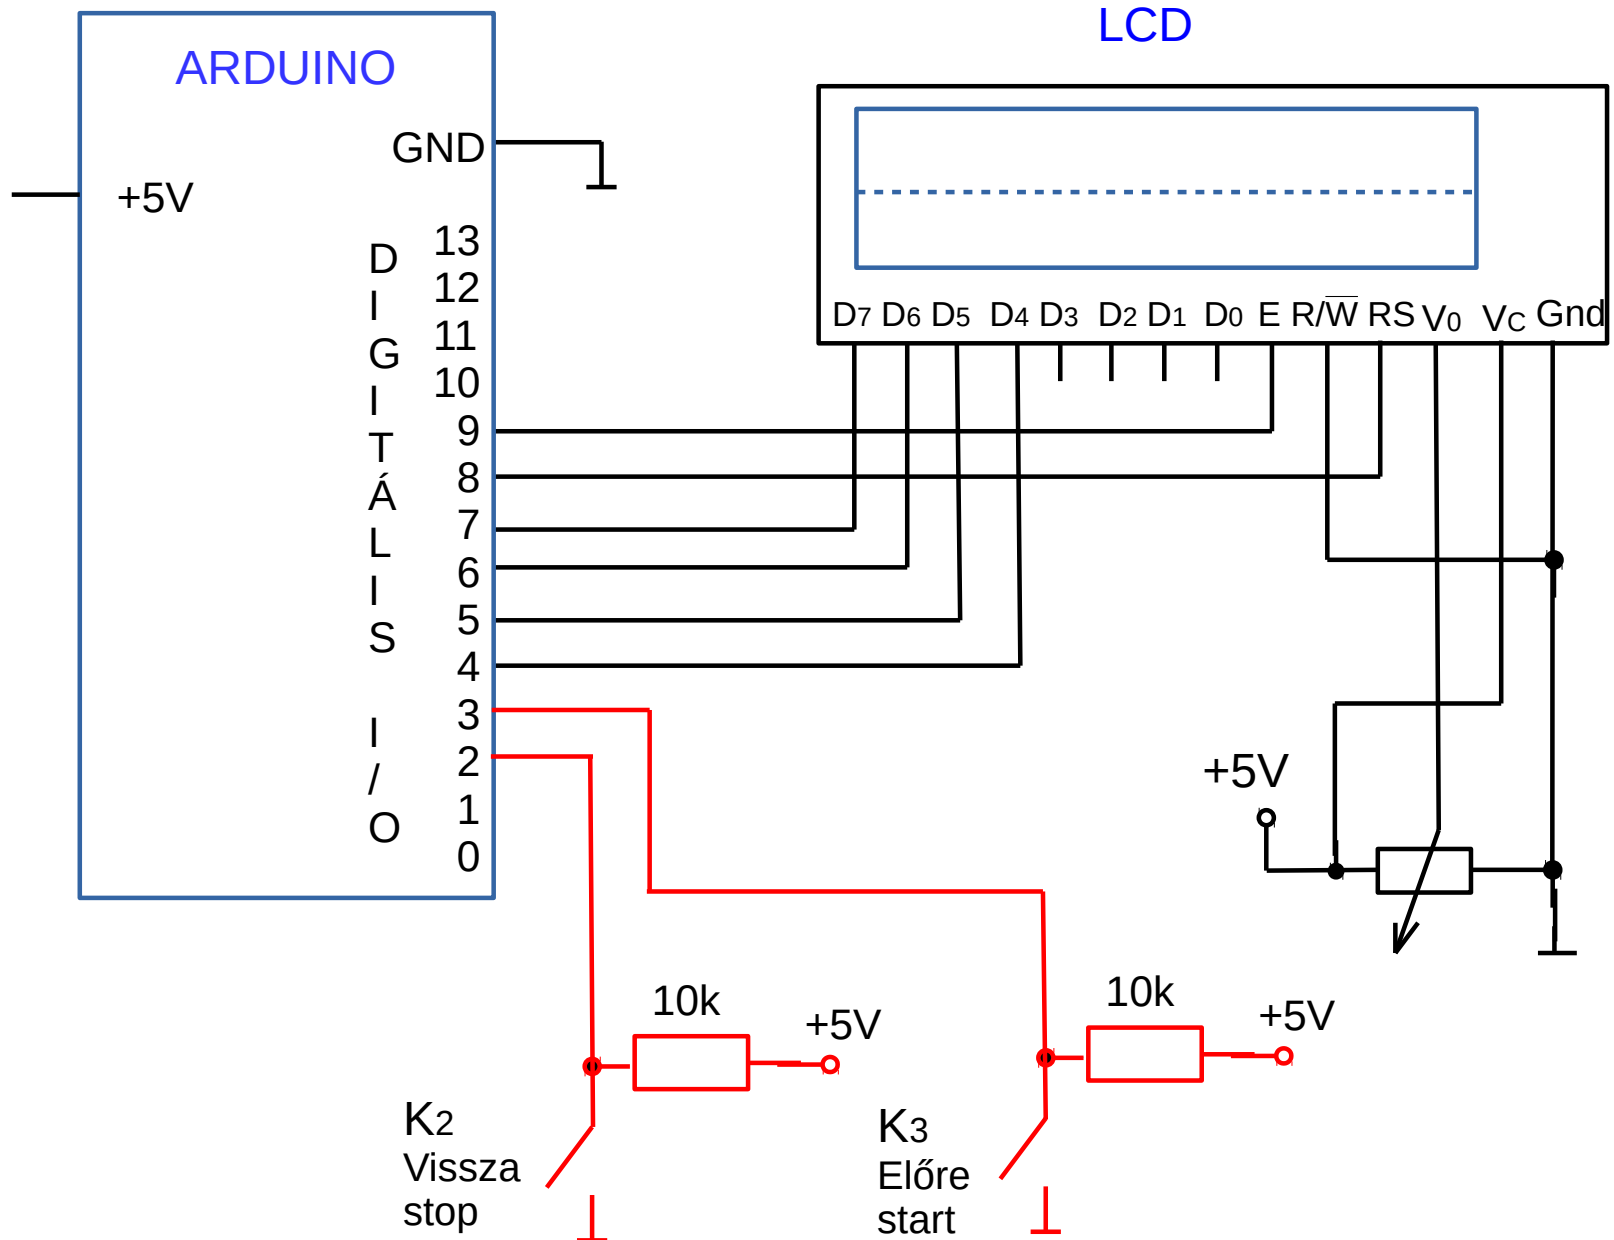 LCD
ARDUINO
GND
+5V
DIGITÁLIS I/O
13
12
11
10
9
8
7
6
5
4
3
2
1
0
D7 D6 D5 D4 D3 D2 D1 D0 E R/W̅ RS V0 VC Gnd
+5V
10k
+5V
10k
+5V
K2
Vissza
stop
K3
Előre
start